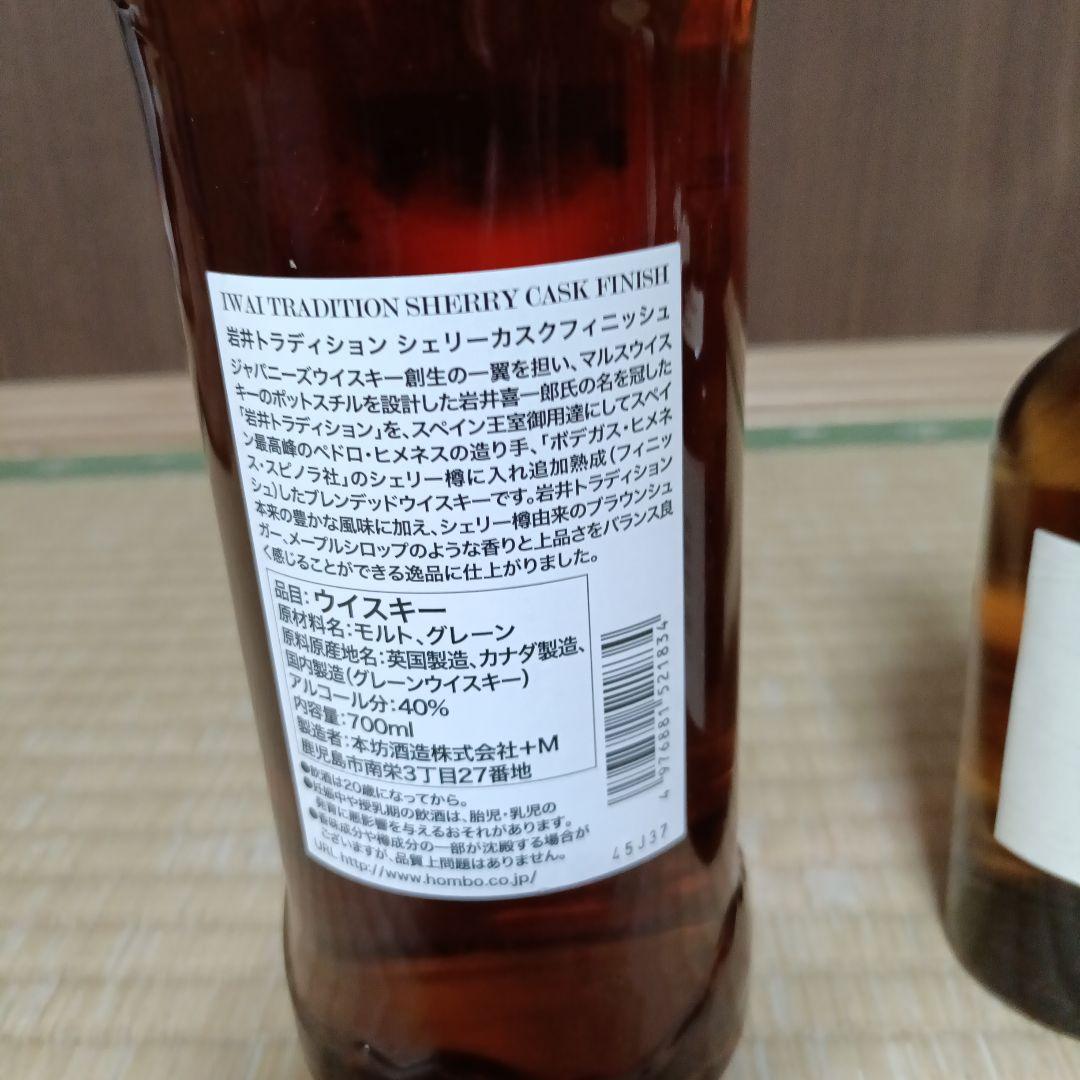 IWAI TRADITION SHERRY CASK FINISH
岩井トラディション シェリーカスクフィニッシュ
ジャパニーズウイスキー創生の一翼を担い、マルスウイス
キーのポットスチルを設計した岩井喜一郎氏の名を冠した
「岩井トラディション」を、スペイン王室御用達にしてスペイ
ン最高峰のペドロ・ヒメネスの造り手、「ボデガス・ヒメネ
ス・スピノラ社」のシェリー樽に入れ追加熟成(フィニッ
シュ)したブレンデッドウイスキーです。岩井トラディション
本来の豊かな風味に加え、シェリー樽由来のブラウンシュ
ガー、メープルシロップのような香りと上品さをバランス良
く感じることができる逸品に仕上がりました。
品目:ウイスキー
原材料名:モルト、グレーン
原料原産地名:英国製造、カナダ製造、
国内製造(グレーンウイスキー)
アルコール分:40%
内容量:700ml
製造者:本坊酒造株式会社+M
鹿児島市南栄3丁目27番地
●飲酒は20歳になってから。
●妊娠中や授乳期の飲酒は、胎児・乳児の
発育に悪影響を与えるおそれがあります。
●香味成分や樽成分の一部が沈殿する場合が
ございますが、品質上問題はありません。
URL http://www.hombo.co.jp/
4 976881 521834
45J37